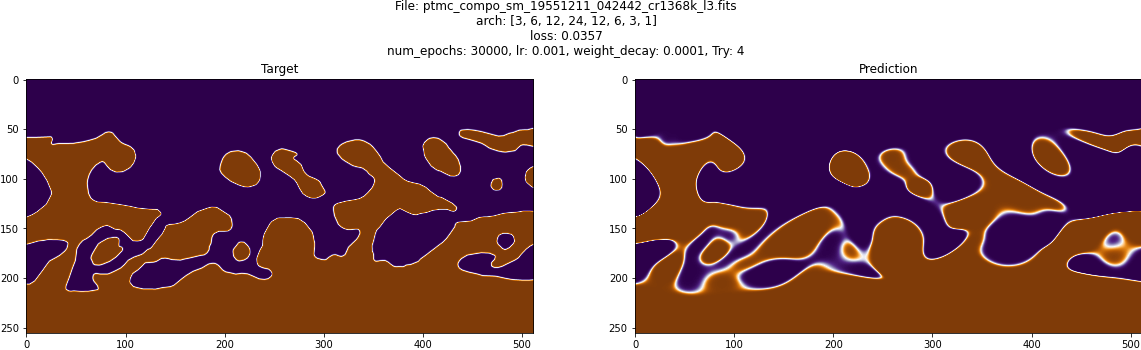 File: ptmc_compo_sm_19551211_042442_cr1368k_l3.fits
arch: [3, 6, 12, 24, 12, 6, 3, 1]
loss: 0.0357
num_epochs: 30000, lr: 0.001, weight_decay: 0.0001, Try: 4
Target
0
50
100
150
200
250
0 100 200 300 400 500
Prediction
0
50
100
150
200
250
0 100 200 300 400 500